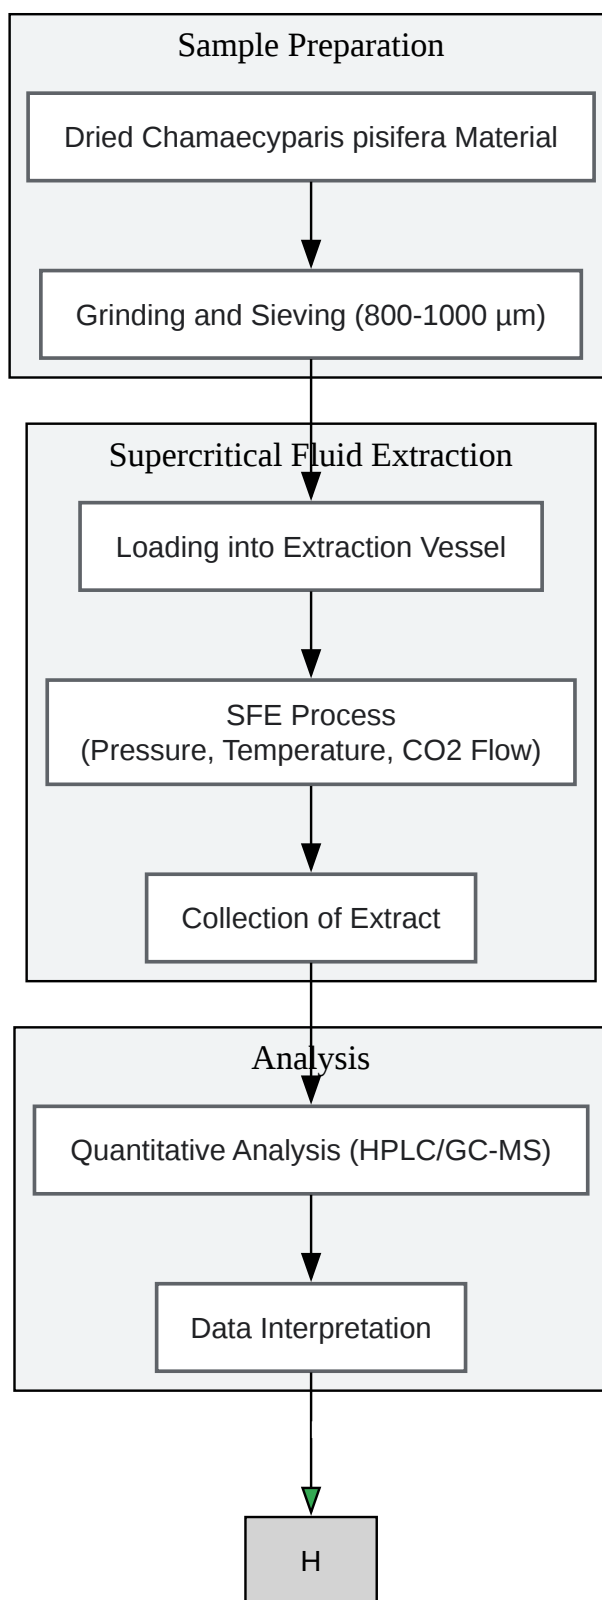 Sample Preparation
Dried Chamaecyparis pisifera Material
Grinding and Sieving (800-1000 µm)
Supercritical Fluid Extraction
Loading into Extraction Vessel
SFE Process
(Pressure, Temperature, CO2 Flow)
Collection of Extract
Analysis
Quantitative Analysis (HPLC/GC-MS)
Data Interpretation
H